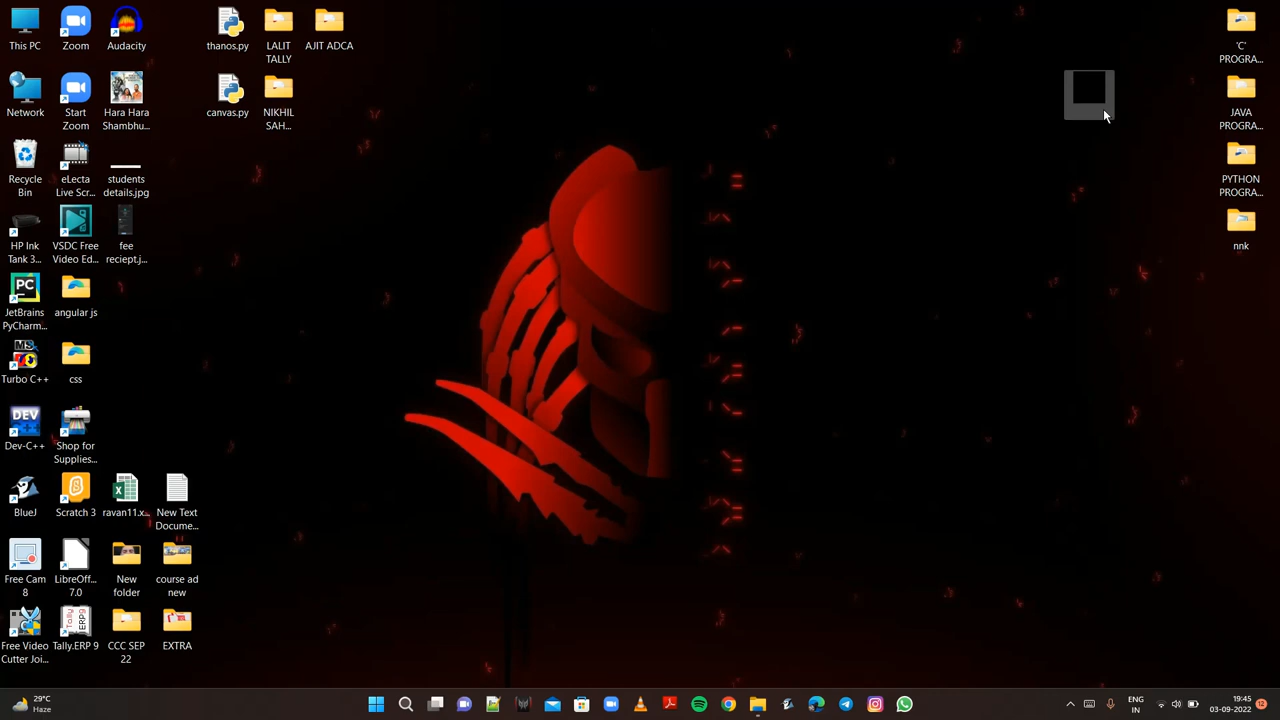 This PC
Zoom
Audacity
thanos.py
LALIT
TALLY
AJIT ADCA
'C'
PROGRA...
Network
Start
Zoom
Hara Hara
Shambhu...
canvas.py
NIKHIL
SAH...
JAVA
PROGRA...
Recycle
Bin
eLecta
Live Scr...
students
details.jpg
PYTHON
PROGRA...
HP Ink
Tank 3...
VSDC Free
Video Ed...
fee
reciept.j...
nnk
PC
JetBrains
PyCharm...
angular js
Turbo C++
css
DEV
Dev-C++
Shop for
Supplies...
BlueJ
Scratch 3
ravan11.x...
New Text
Docume...
Free Cam
8
LibreOff...
7.0
New
folder
course ad
new
Free Video
Cutter Joi...
Tally.ERP 9
CCC SEP
22
EXTRA
29°C
Haze
ENG
IN
19:45
03-09-2022
12